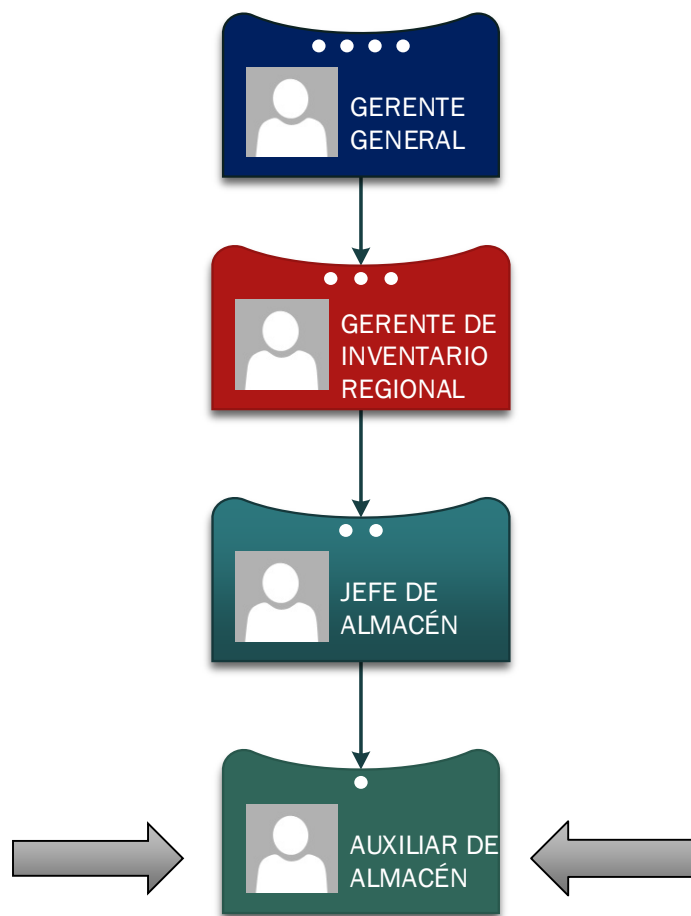 GERENTE
GENERAL
GERENTE DE
INVENTARIO
REGIONAL
JEFE DE
ALMACÉN
AUXILIAR DE
ALMACÉN